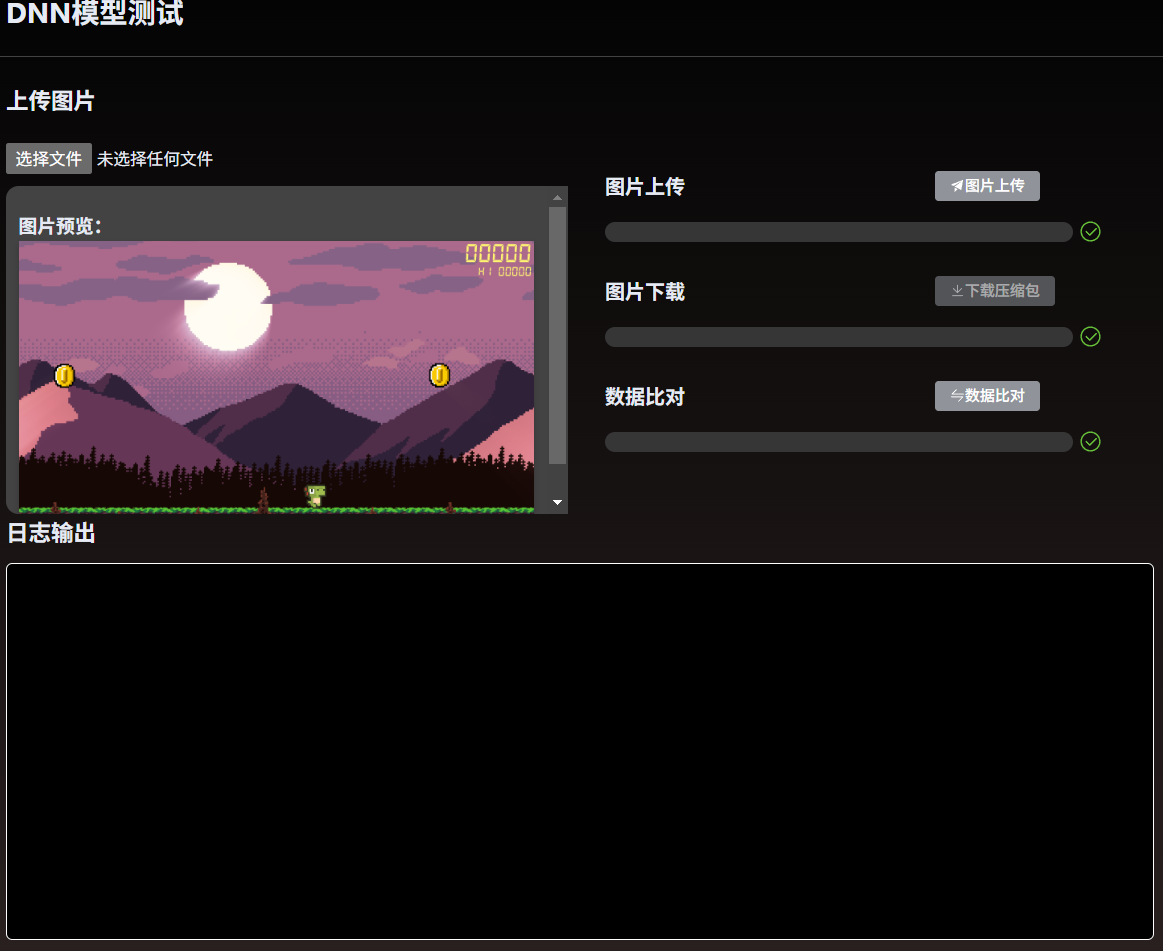 DNN模型测试
上传图片
选择文件 未选择任何文件
图片预览：
00000
HI 00000
图片上传
图片上传
图片下载
下载压缩包
数据比对
数据比对
日志输出